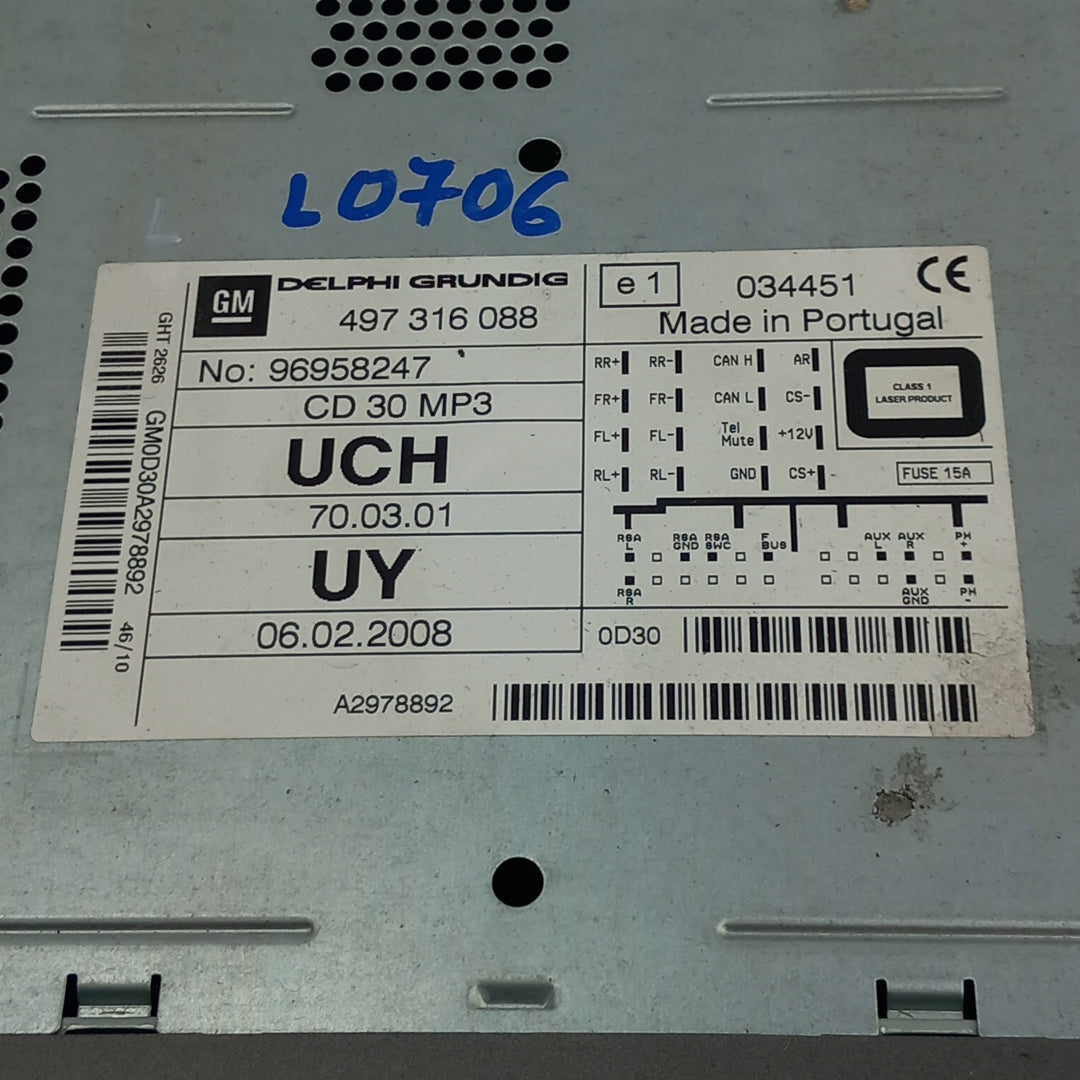 L0706
GM DELPHI GRUNDIG
497 316 088
No: 96958247
CD 30 MP3
UCH
70.03.01
UY
06.02.2008
A2978892
GHT 2626 GM0D30A2978892 46/10
e1 034451 CE
Made in Portugal
RR+ RR- CAN H AR
FR+ FR- CAN L CS-
FL+ FL- Tel Mute +12V
RL+ RL- GND CS+
CLASS 1
LASER PRODUCT
FUSE 15A
RSA L RSA GND RSA SWC F BUS AUX L AUX R PH +
RSA R AUX GND PH -
0D30